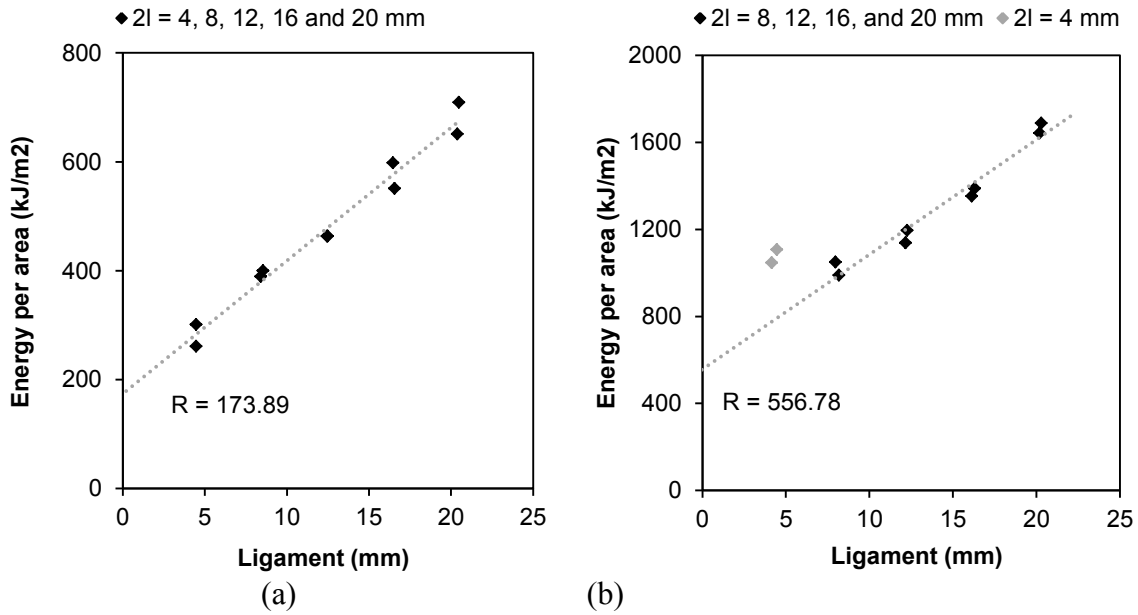 ◆ 2l = 4, 8, 12, 16 and 20 mm
800
600
400
200
0
Energy per area (kJ/m2)
R = 173.89
0 5 10 15 20 25
Ligament (mm)
(a)
◆ 2l = 8, 12, 16, and 20 mm ◆ 2l = 4 mm
2000
1600
1200
800
400
0
Energy per area (kJ/m2)
R = 556.78
0 5 10 15 20 25
Ligament (mm)
(b)